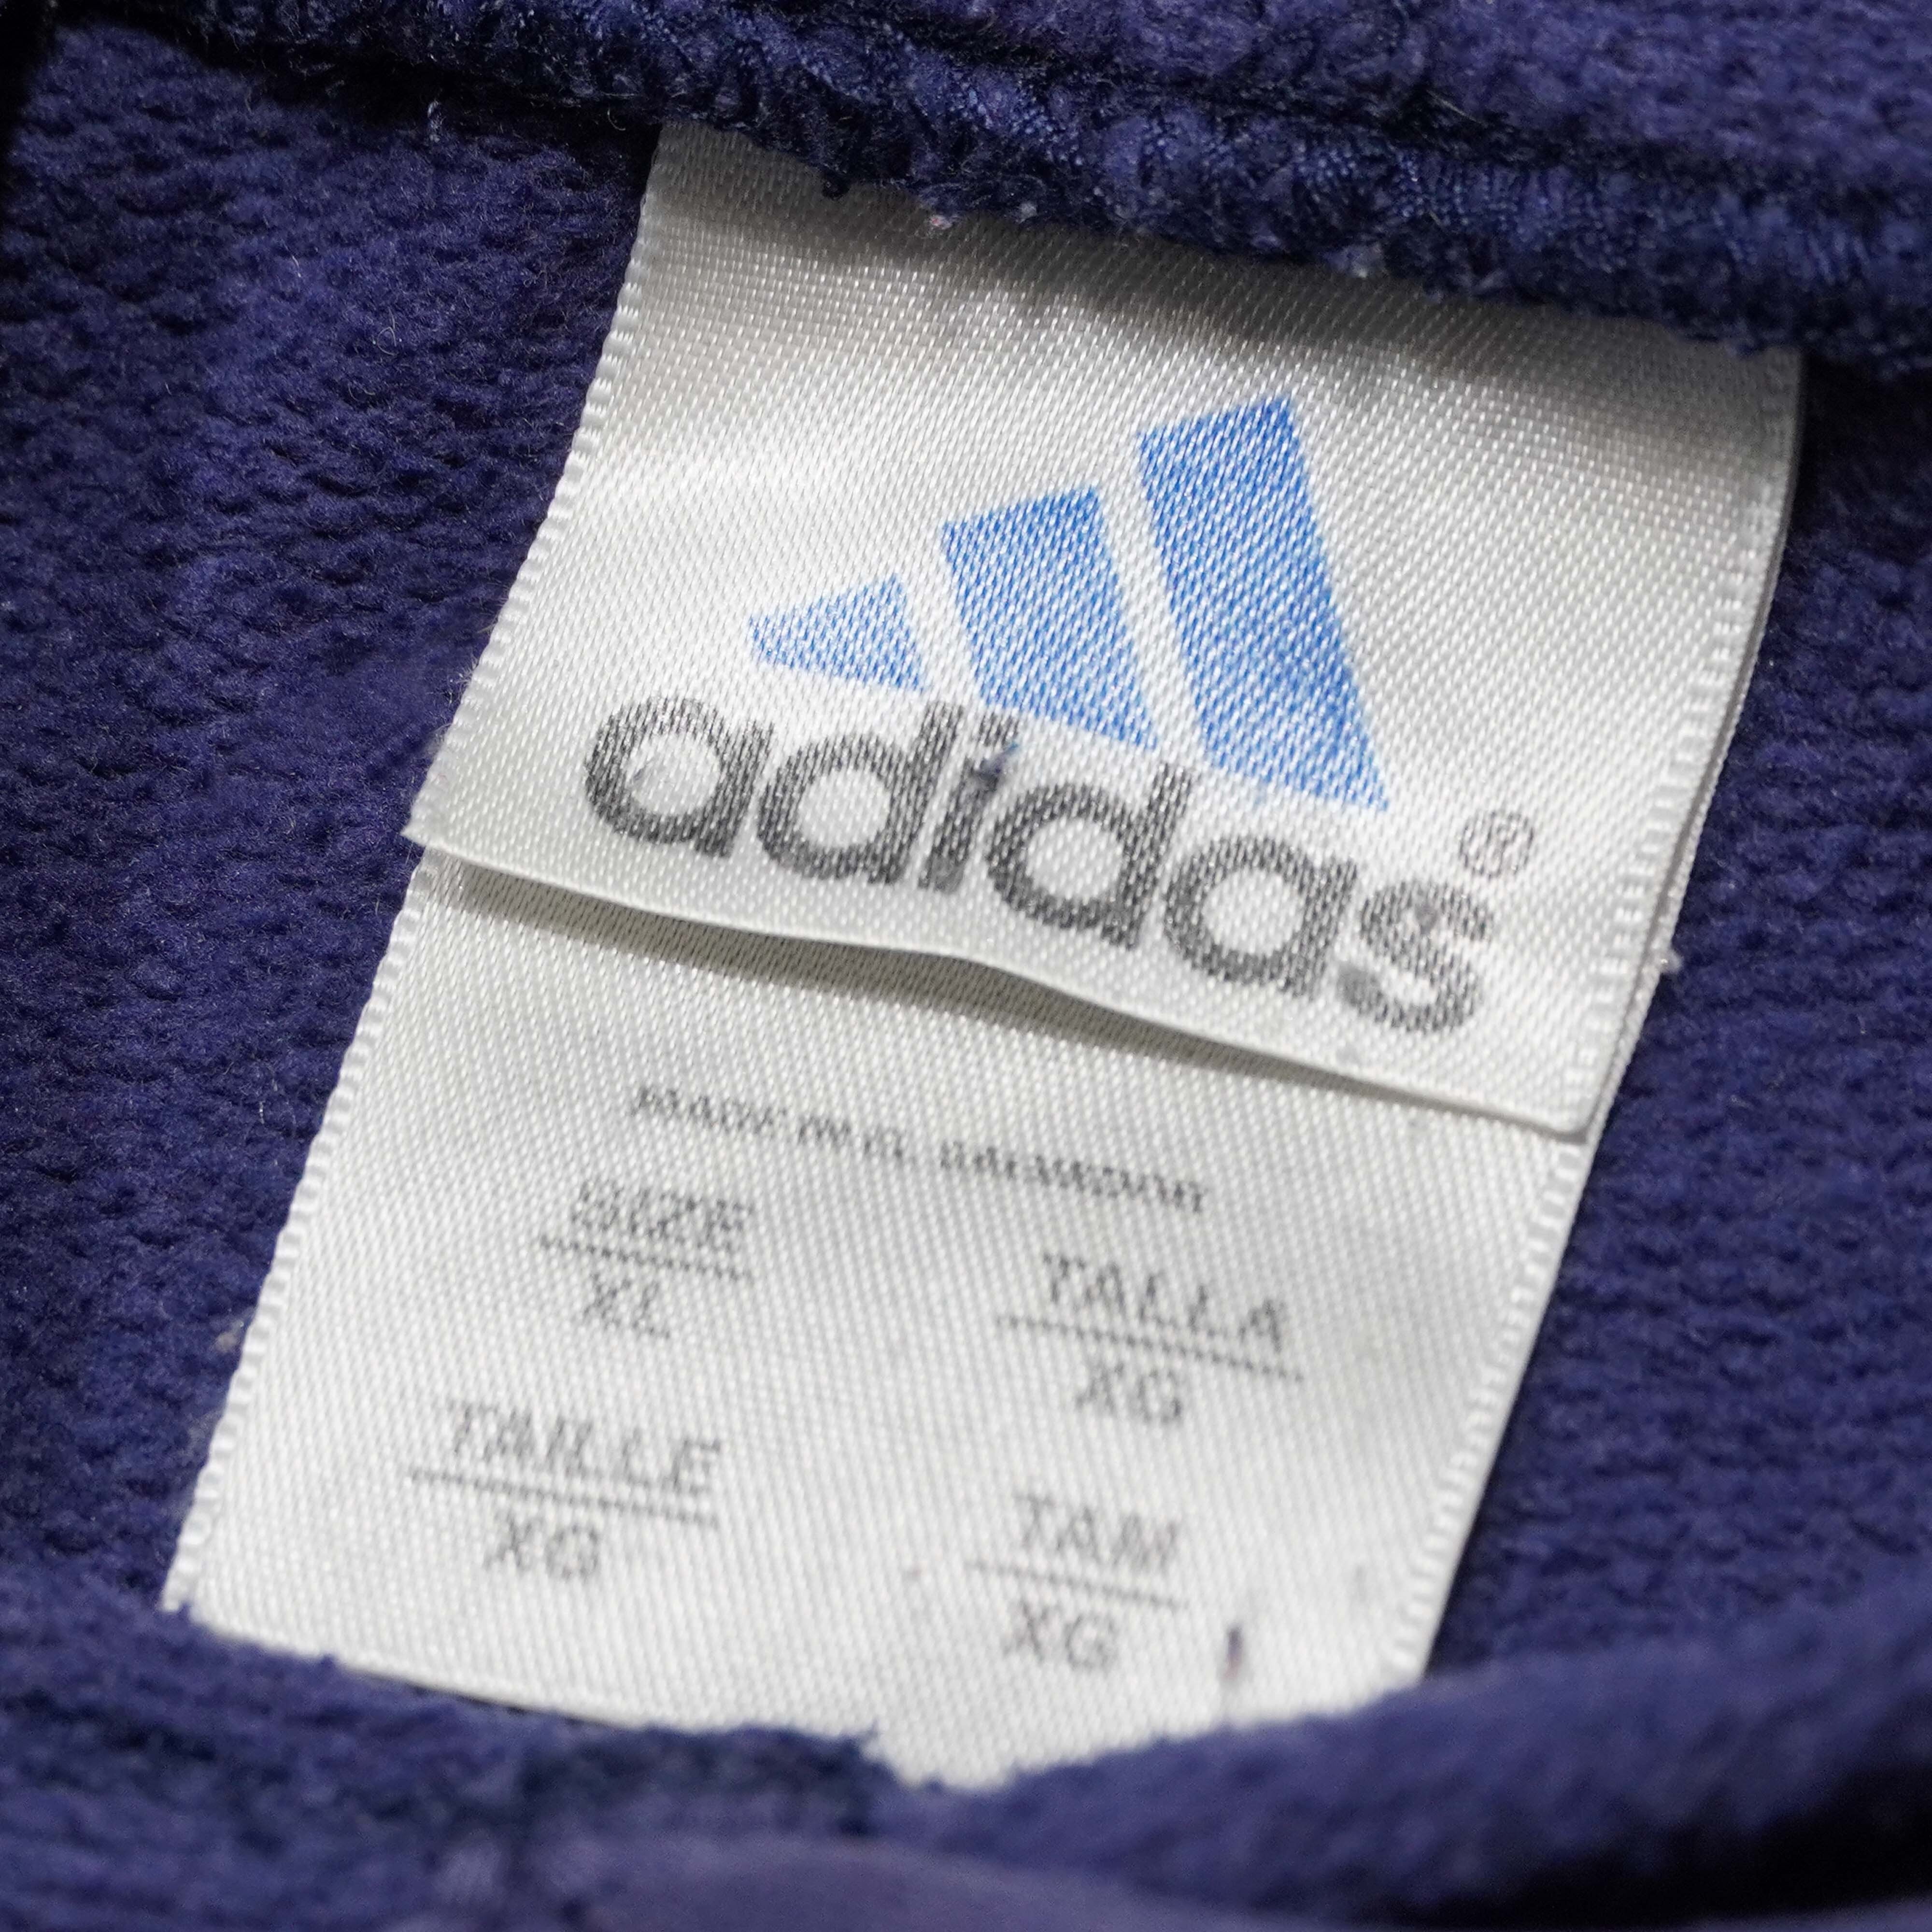 adidas®
MADE IN EL SALVADOR
SIZE
XL
TALLA
XG
TAILLE
XG
TAM
XG